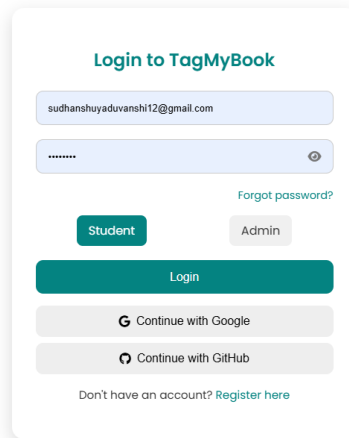 Login to TagMyBook
sudhanshuyaduvanshi12@gmail.com
••••••••
Forgot password?
Student Admin
Login
Continue with Google
Continue with GitHub
Don't have an account? Register here